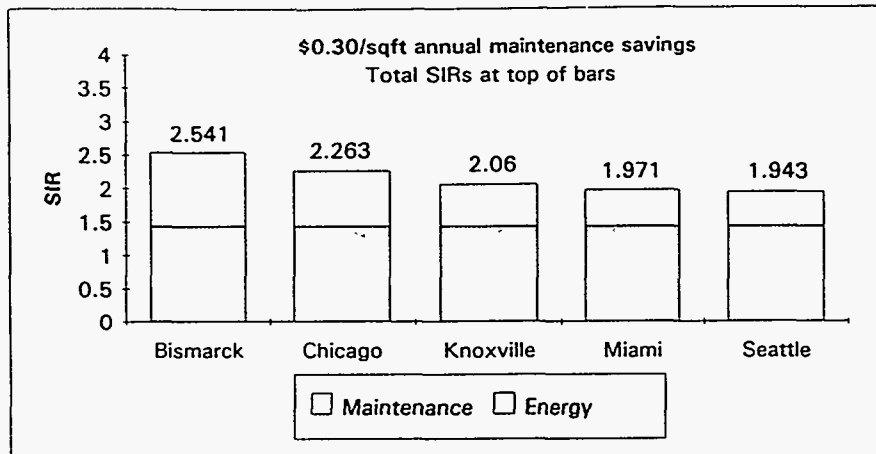 $0.30/sqft annual maintenance savings
Total SIRs at top of bars
SIR
4
3.5
3
2.5
2
1.5
1
0.5
0
2.541
2.263
2.06
1.971
1.943
Bismarck Chicago Knoxville Miami Seattle
Maintenance Energy